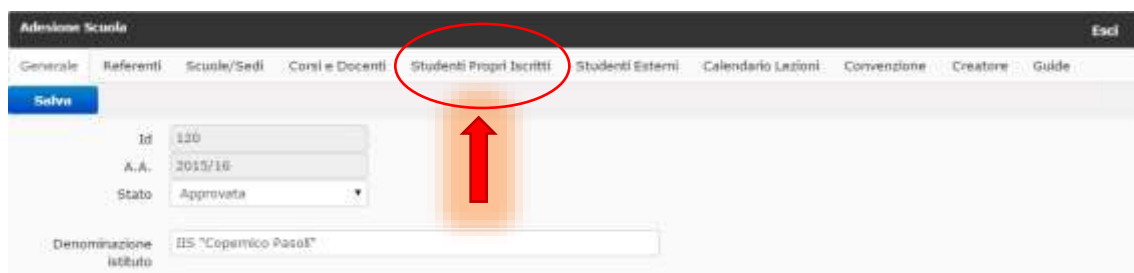 Adesione Scuola Esci
Generale Referenti Scuole/Sedi Corsi e Docenti Studenti Propri Iscritti Studenti Esterni Calendario Lezioni Convenzione Creatore Guide
Salva
Id 120
A.A. 2015/16
Stato Approvata
Denominazione istituto IIS "Copernico Pasoli"